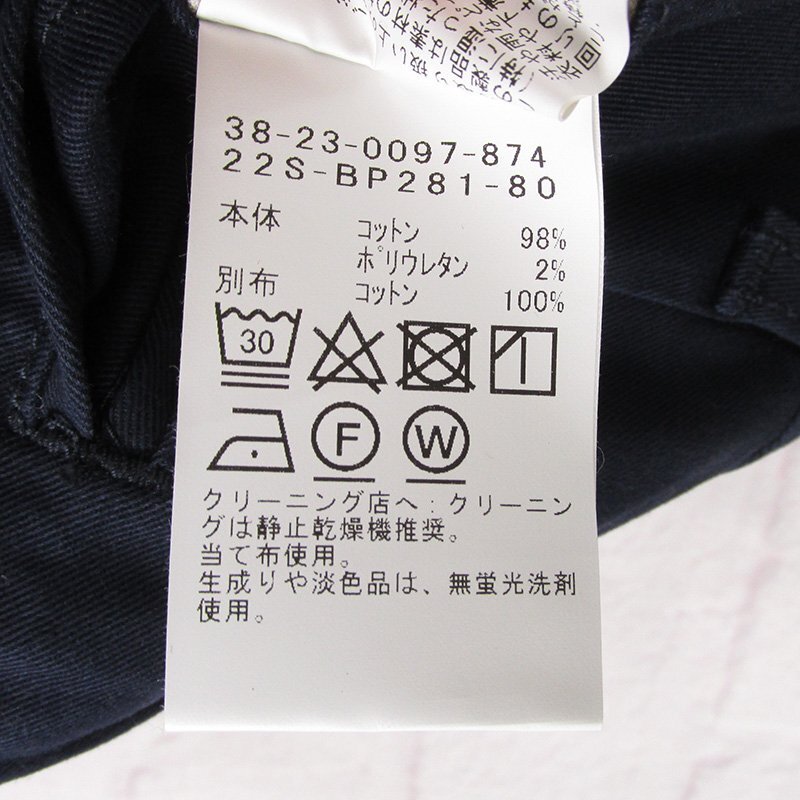 38-23-0097-874
22S-BP281-80
本体 コットン 98%
ポリウレタン 2%
別布 コットン 100%
30
F W
クリーニング店へ：クリーニン
グは静止乾燥機推奨。
当て布使用。
生成りや淡色品は、無蛍光洗剤
使用。